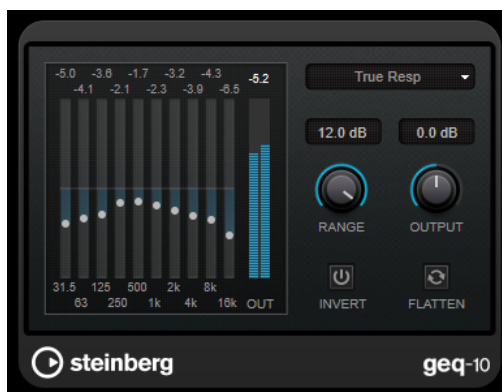 -5.0 -3.6 -1.7 -3.2 -4.3 -5.2
-4.1 -2.1 -2.3 -3.9 -6.5
True Resp
12.0 dB 0.0 dB
RANGE OUTPUT
31.5 125 500 2k 8k
63 250 1k 4k 16k OUT
INVERT FLATTEN
steinberg geq-10